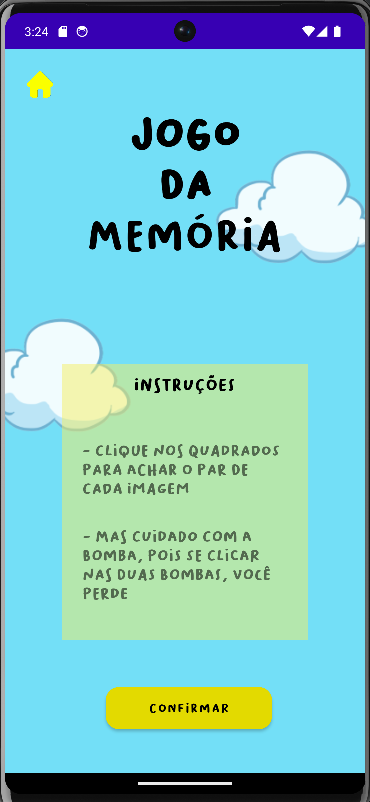 3:24
JOGO
DA
MEMÓRIA
INSTRUÇÕES
- CLIQUE NOS QUADRADOS
PARA ACHAR O PAR DE
CADA IMAGEM
- MAS CUIDADO COM A
BOMBA, POIS SE CLICAR
NAS DUAS BOMBAS, VOCÊ
PERDE
CONFIRMAR